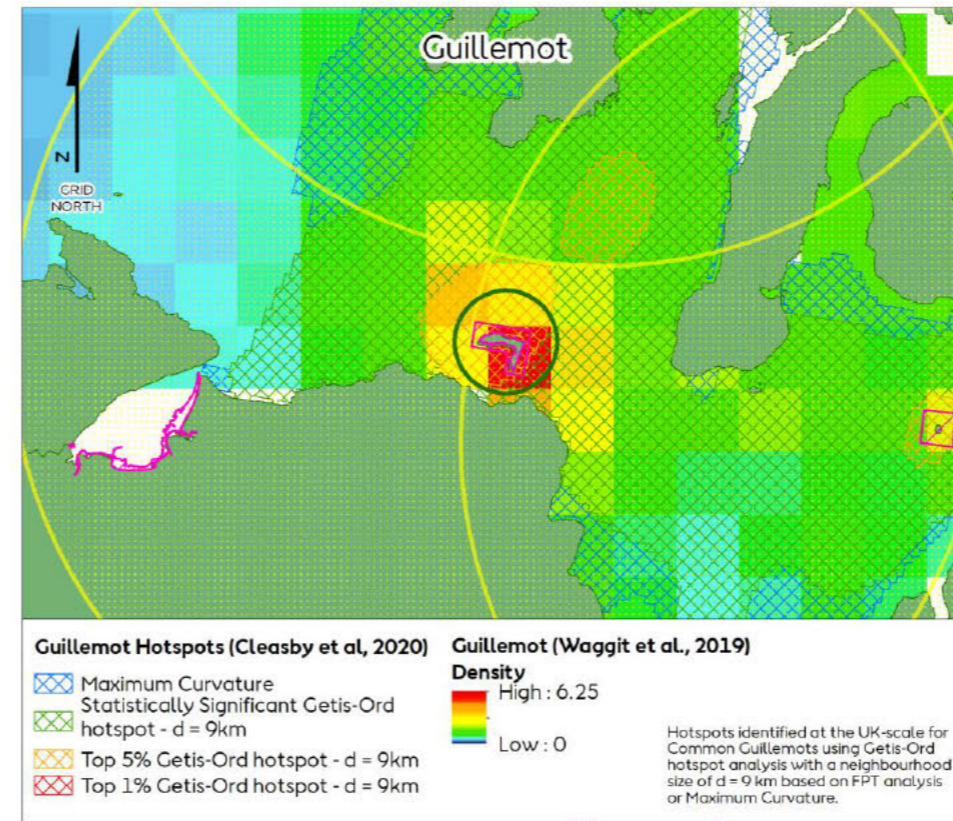 Guillemot
N
GRID
NORTH
Guillemot Hotspots (Cleasby et al, 2020)
Maximum Curvature
Statistically Significant Getis-Ord
hotspot - d = 9km
Top 5% Getis-Ord hotspot - d = 9km
Top 1% Getis-Ord hotspot - d = 9km
Guillemot (Waggit et al., 2019)
Density
High : 6.25
Low : 0
Hotspots identified at the UK-scale for
Common Guillemots using Getis-Ord
hotspot analysis with a neighbourhood
size of d = 9 km based on FPT analysis
or Maximum Curvature.